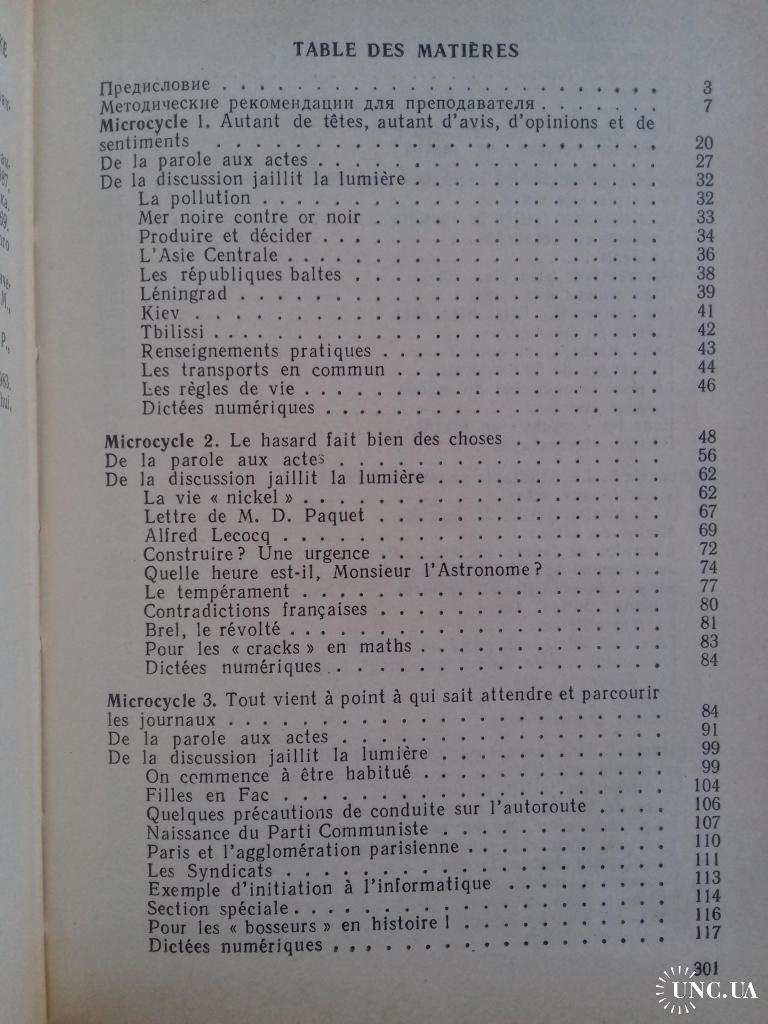 TABLE DES MATIÈRES
Предисловие . . . . . . . . . . . . . . . . . . . . . . . 3
Методические рекомендации для преподавателя . . . . . . . 7
Microcycle 1. Autant de têtes, autant d'avis, d'opinions et de
sentiments . . . . . . . . . . . . . . . . . . . . . . . 20
De la parole aux actes . . . . . . . . . . . . . . . . . . 27
De la discussion jaillit la lumière . . . . . . . . . . . . . 32
La pollution . . . . . . . . . . . . . . . . . . . . . 32
Mer noire contre or noir . . . . . . . . . . . . . . . 33
Produire et décider . . . . . . . . . . . . . . . . . . 34
L'Asie Centrale . . . . . . . . . . . . . . . . . . . . 36
Les républiques baltes . . . . . . . . . . . . . . . . 38
Léningrad . . . . . . . . . . . . . . . . . . . . . . 39
Kiev . . . . . . . . . . . . . . . . . . . . . . . . 41
Tbilissi . . . . . . . . . . . . . . . . . . . . . . . 42
Renseignements pratiques . . . . . . . . . . . . . . . 43
Les transports en commun . . . . . . . . . . . . . . 44
Les règles de vie . . . . . . . . . . . . . . . . . . . 46
Dictées numériques . . . . . . . . . . . . . . . . . .
Microcycle 2. Le hasard fait bien des choses . . . . . . . . 48
De la parole aux actes . . . . . . . . . . . . . . . . . . 56
De la discussion jaillit la lumière . . . . . . . . . . . . 62
La vie « nickel » . . . . . . . . . . . . . . . . . . . 62
Lettre de M. D. Paquet . . . . . . . . . . . . . . . 67
Alfred Lecocq . . . . . . . . . . . . . . . . . . . . 69
Construire? Une urgence . . . . . . . . . . . . . . . 72
Quelle heure est-il, Monsieur l'Astronome? . . . . . . . 74
Le tempérament . . . . . . . . . . . . . . . . . . . 77
Contradictions françaises . . . . . . . . . . . . . . . 80
Brel, le révolté . . . . . . . . . . . . . . . . . . . . 81
Pour les « cracks » en maths . . . . . . . . . . . . . 83
Dictées numériques . . . . . . . . . . . . . . . . . . 84
Microcycle 3. Tout vient à point à qui sait attendre et parcourir
les journaux . . . . . . . . . . . . . . . . . . . . . . 84
De la parole aux actes . . . . . . . . . . . . . . . . . . 91
De la discussion jaillit la lumière . . . . . . . . . . . . 99
On commence à être habitué . . . . . . . . . . . . . 99
Filles en Fac . . . . . . . . . . . . . . . . . . . . . 104
Quelques précautions de conduite sur l'autoroute . . . . 106
Naissance du Parti Communiste . . . . . . . . . . . . 107
Paris et l'agglomération parisienne . . . . . . . . . . . 110
Les Syndicats . . . . . . . . . . . . . . . . . . . . . 111
Exemple d'initiation à l'informatique . . . . . . . . . 113
Section spéciale . . . . . . . . . . . . . . . . . . . . 114
Pour les « bosseurs » en histoire ! . . . . . . . . . . . 116
Dictées numériques . . . . . . . . . . . . . . . . . . 117
301
UNC.UA